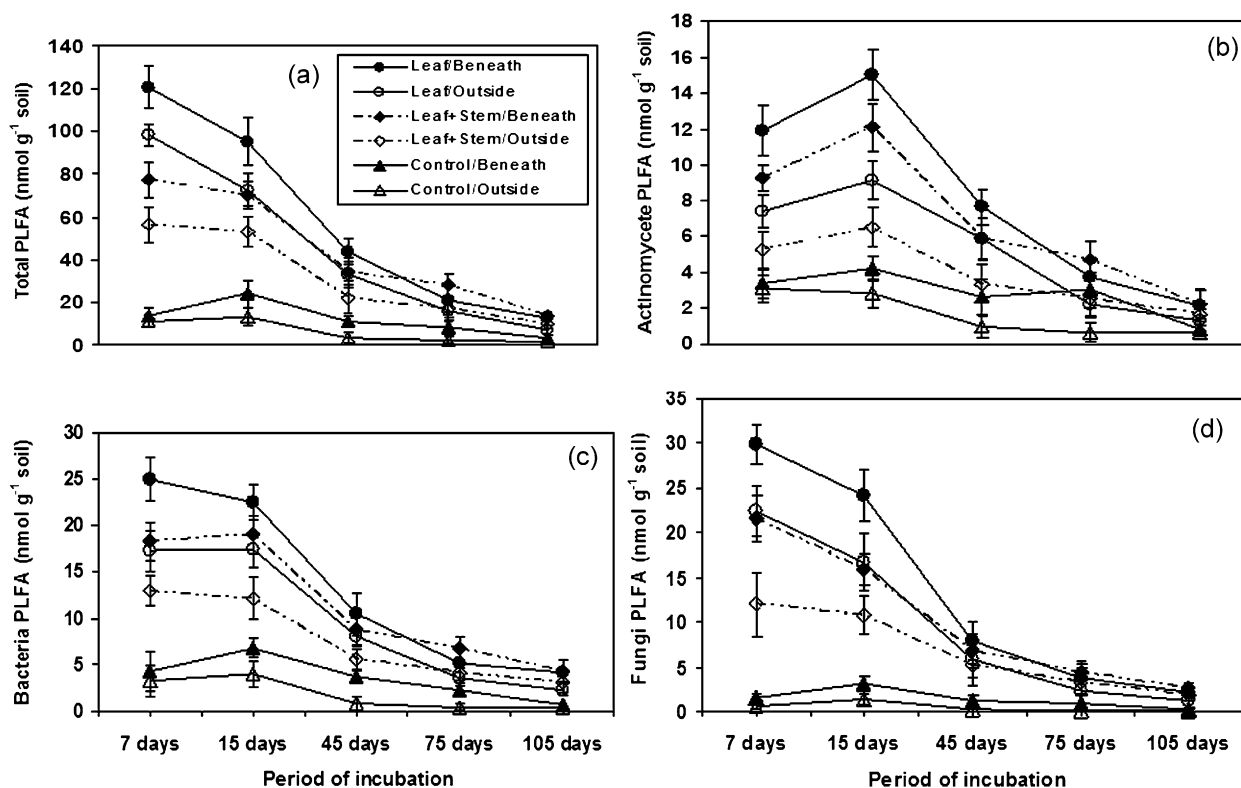 Total PLFA (nmol g⁻¹ soil)
140
120
100
80
60
40
20
0
(a)
Leaf/Beneath
Leaf/Outside
Leaf+Stem/Beneath
Leaf+Stem/Outside
Control/Beneath
Control/Outside
Actinomycete PLFA (nmol g⁻¹ soil)
18
16
14
12
10
8
6
4
2
0
(b)
Bacteria PLFA (nmol g⁻¹ soil)
30
25
20
15
10
5
0
(c)
7 days 15 days 45 days 75 days 105 days
Period of incubation
Fungi PLFA (nmol g⁻¹ soil)
35
30
25
20
15
10
5
0
(d)
7 days 15 days 45 days 75 days 105 days
Period of incubation